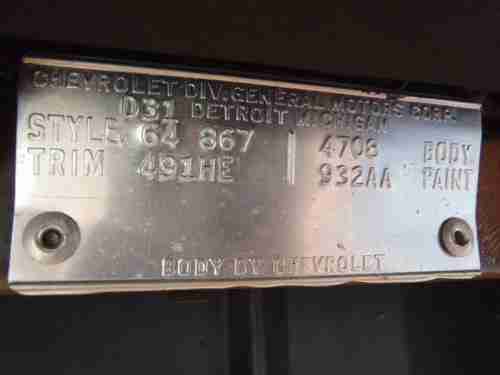 CHEVROLET DIV. GENERAL MOTORS CORP.
D31 DETROIT MICHIGAN
STYLE 64 867 | 4708 BODY
TRIM 491HE | 932AA PAINT
BODY BY CHEVROLET